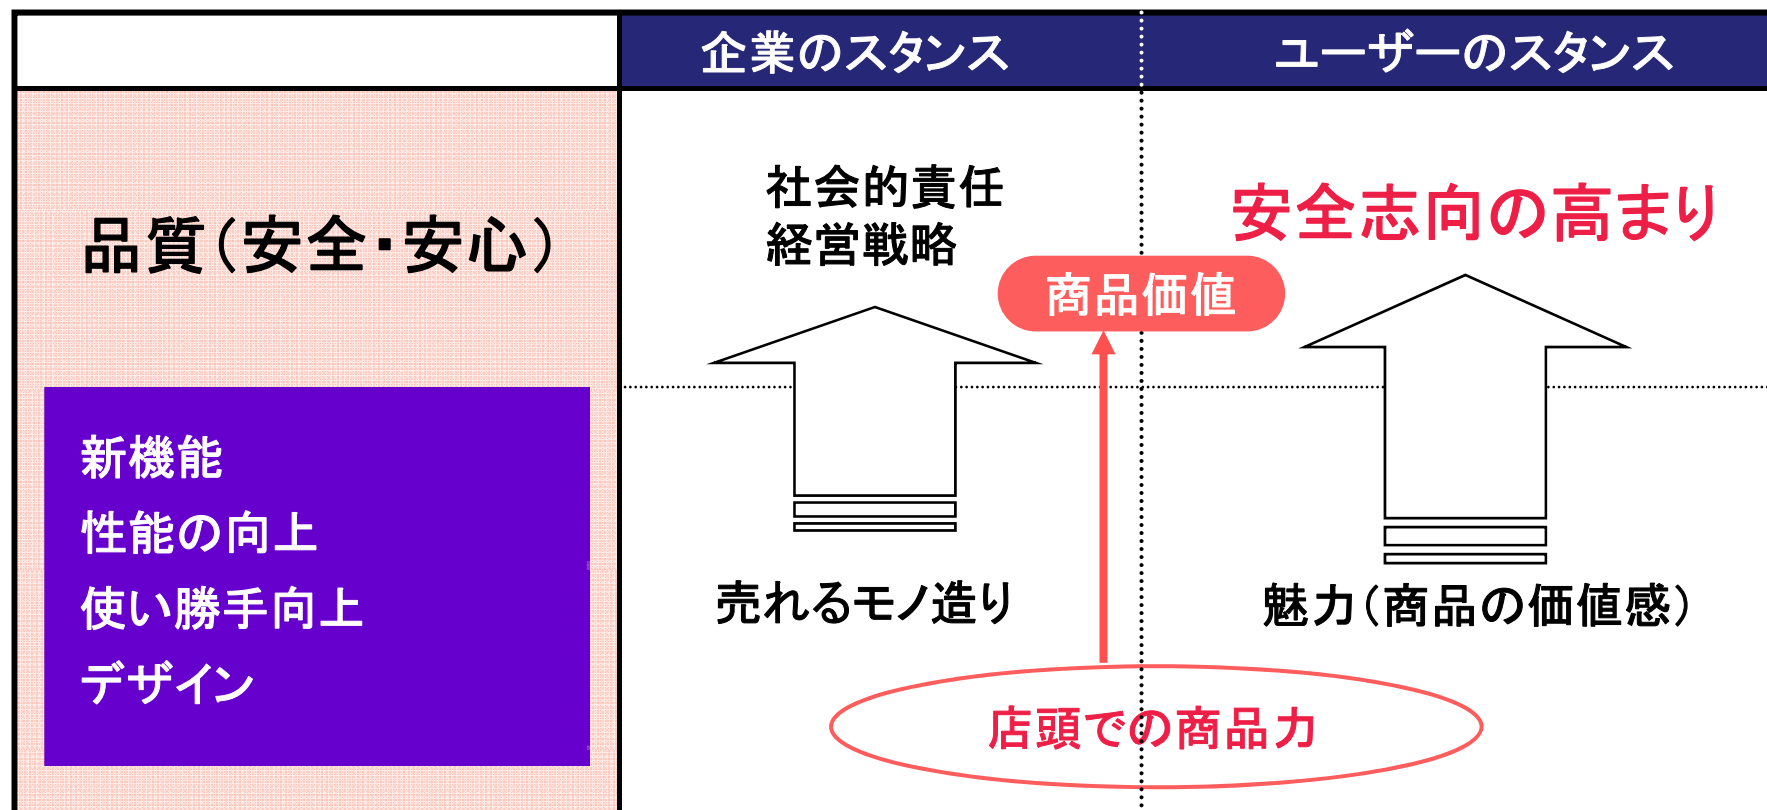 企業のスタンス
ユーザーのスタンス
品質(安全・安心)
社会的責任
経営戦略
安全志向の高まり
商品価値
新機能
性能の向上
使い勝手向上
デザイン
売れるモノ造り
魅力(商品の価値感)
店頭での商品力